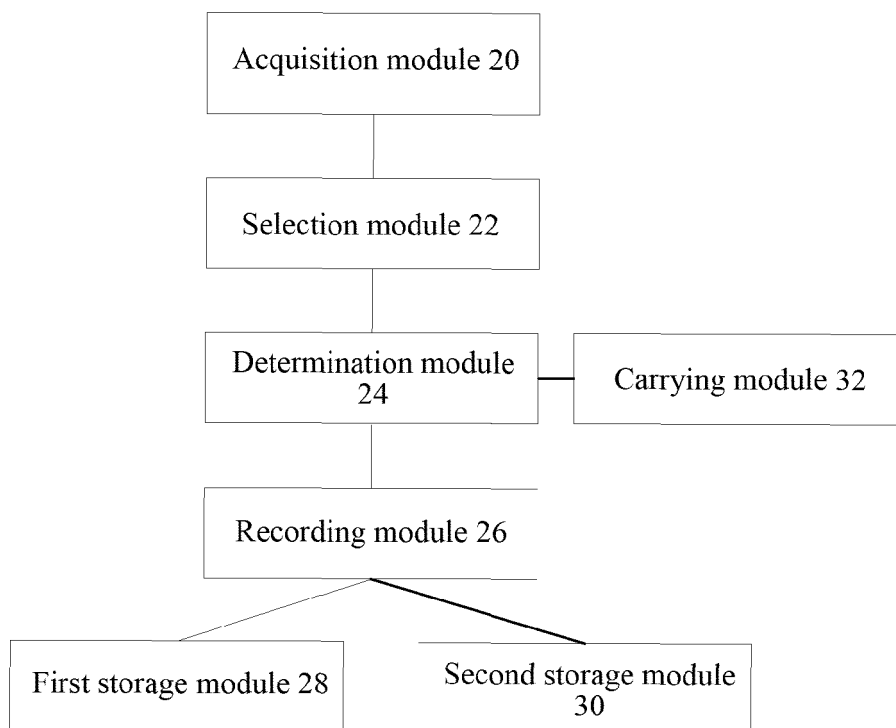 Acquisition module 20
Selection module 22
Determination module
24
Carrying module 32
Recording module 26
First storage module 28
Second storage module
30